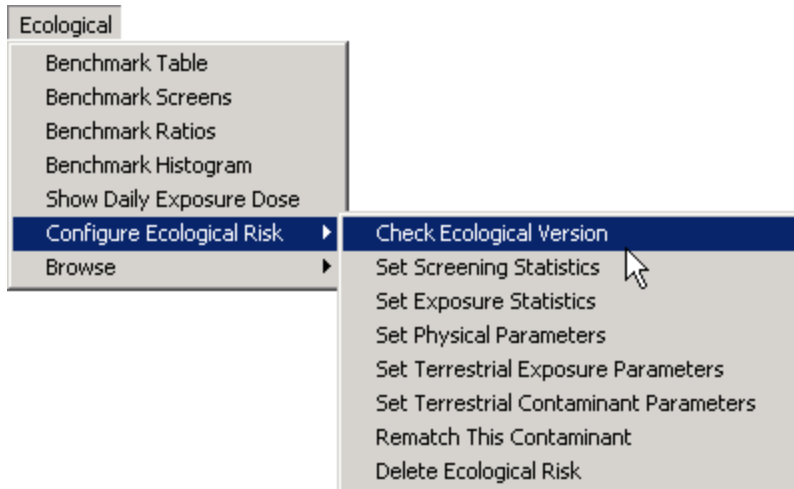 Ecological
Benchmark Table
Benchmark Screens
Benchmark Ratios
Benchmark Histogram
Show Daily Exposure Dose
Configure Ecological Risk
Browse
Check Ecological Version
Set Screening Statistics
Set Exposure Statistics
Set Physical Parameters
Set Terrestrial Exposure Parameters
Set Terrestrial Contaminant Parameters
Rematch This Contaminant
Delete Ecological Risk